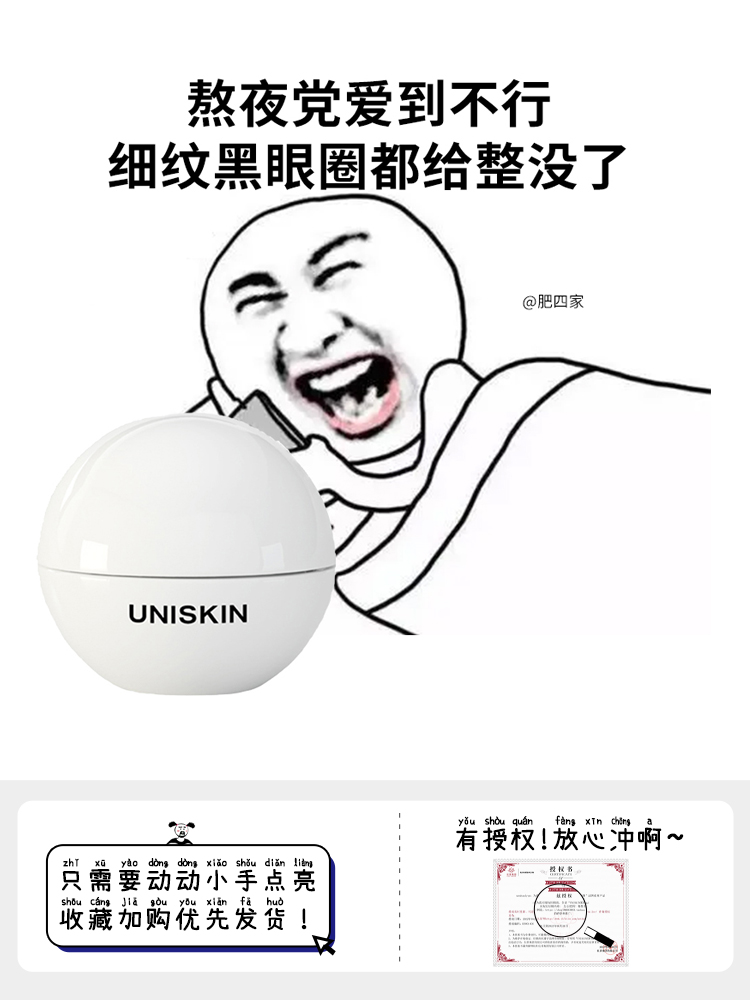 熬夜党爱到不行
细纹黑眼圈都给整没了
@肥四家
UNISKIN
zhī xū yào dòng dòng xiǎo shǒu diǎn liàng
只需要动动小手点亮
shōu cáng jiā gòu yōu xiān fā huò
收藏加购优先发货！
yǒu shòu quán fàng xīn chōng a
有授权！放心冲啊~
授权书